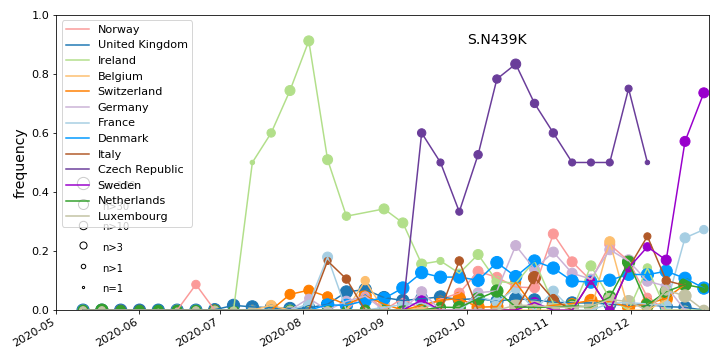 S.N439K
1.0
0.8
0.6
0.4
0.2
0.0
frequency
Norway
United Kingdom
Ireland
Belgium
Switzerland
Germany
France
Denmark
Italy
Czech Republic
Sweden
Netherlands
Luxembourg
n>10
n>3
n>1
n=1
2020-05
2020-06
2020-07
2020-08
2020-09
2020-10
2020-11
2020-12